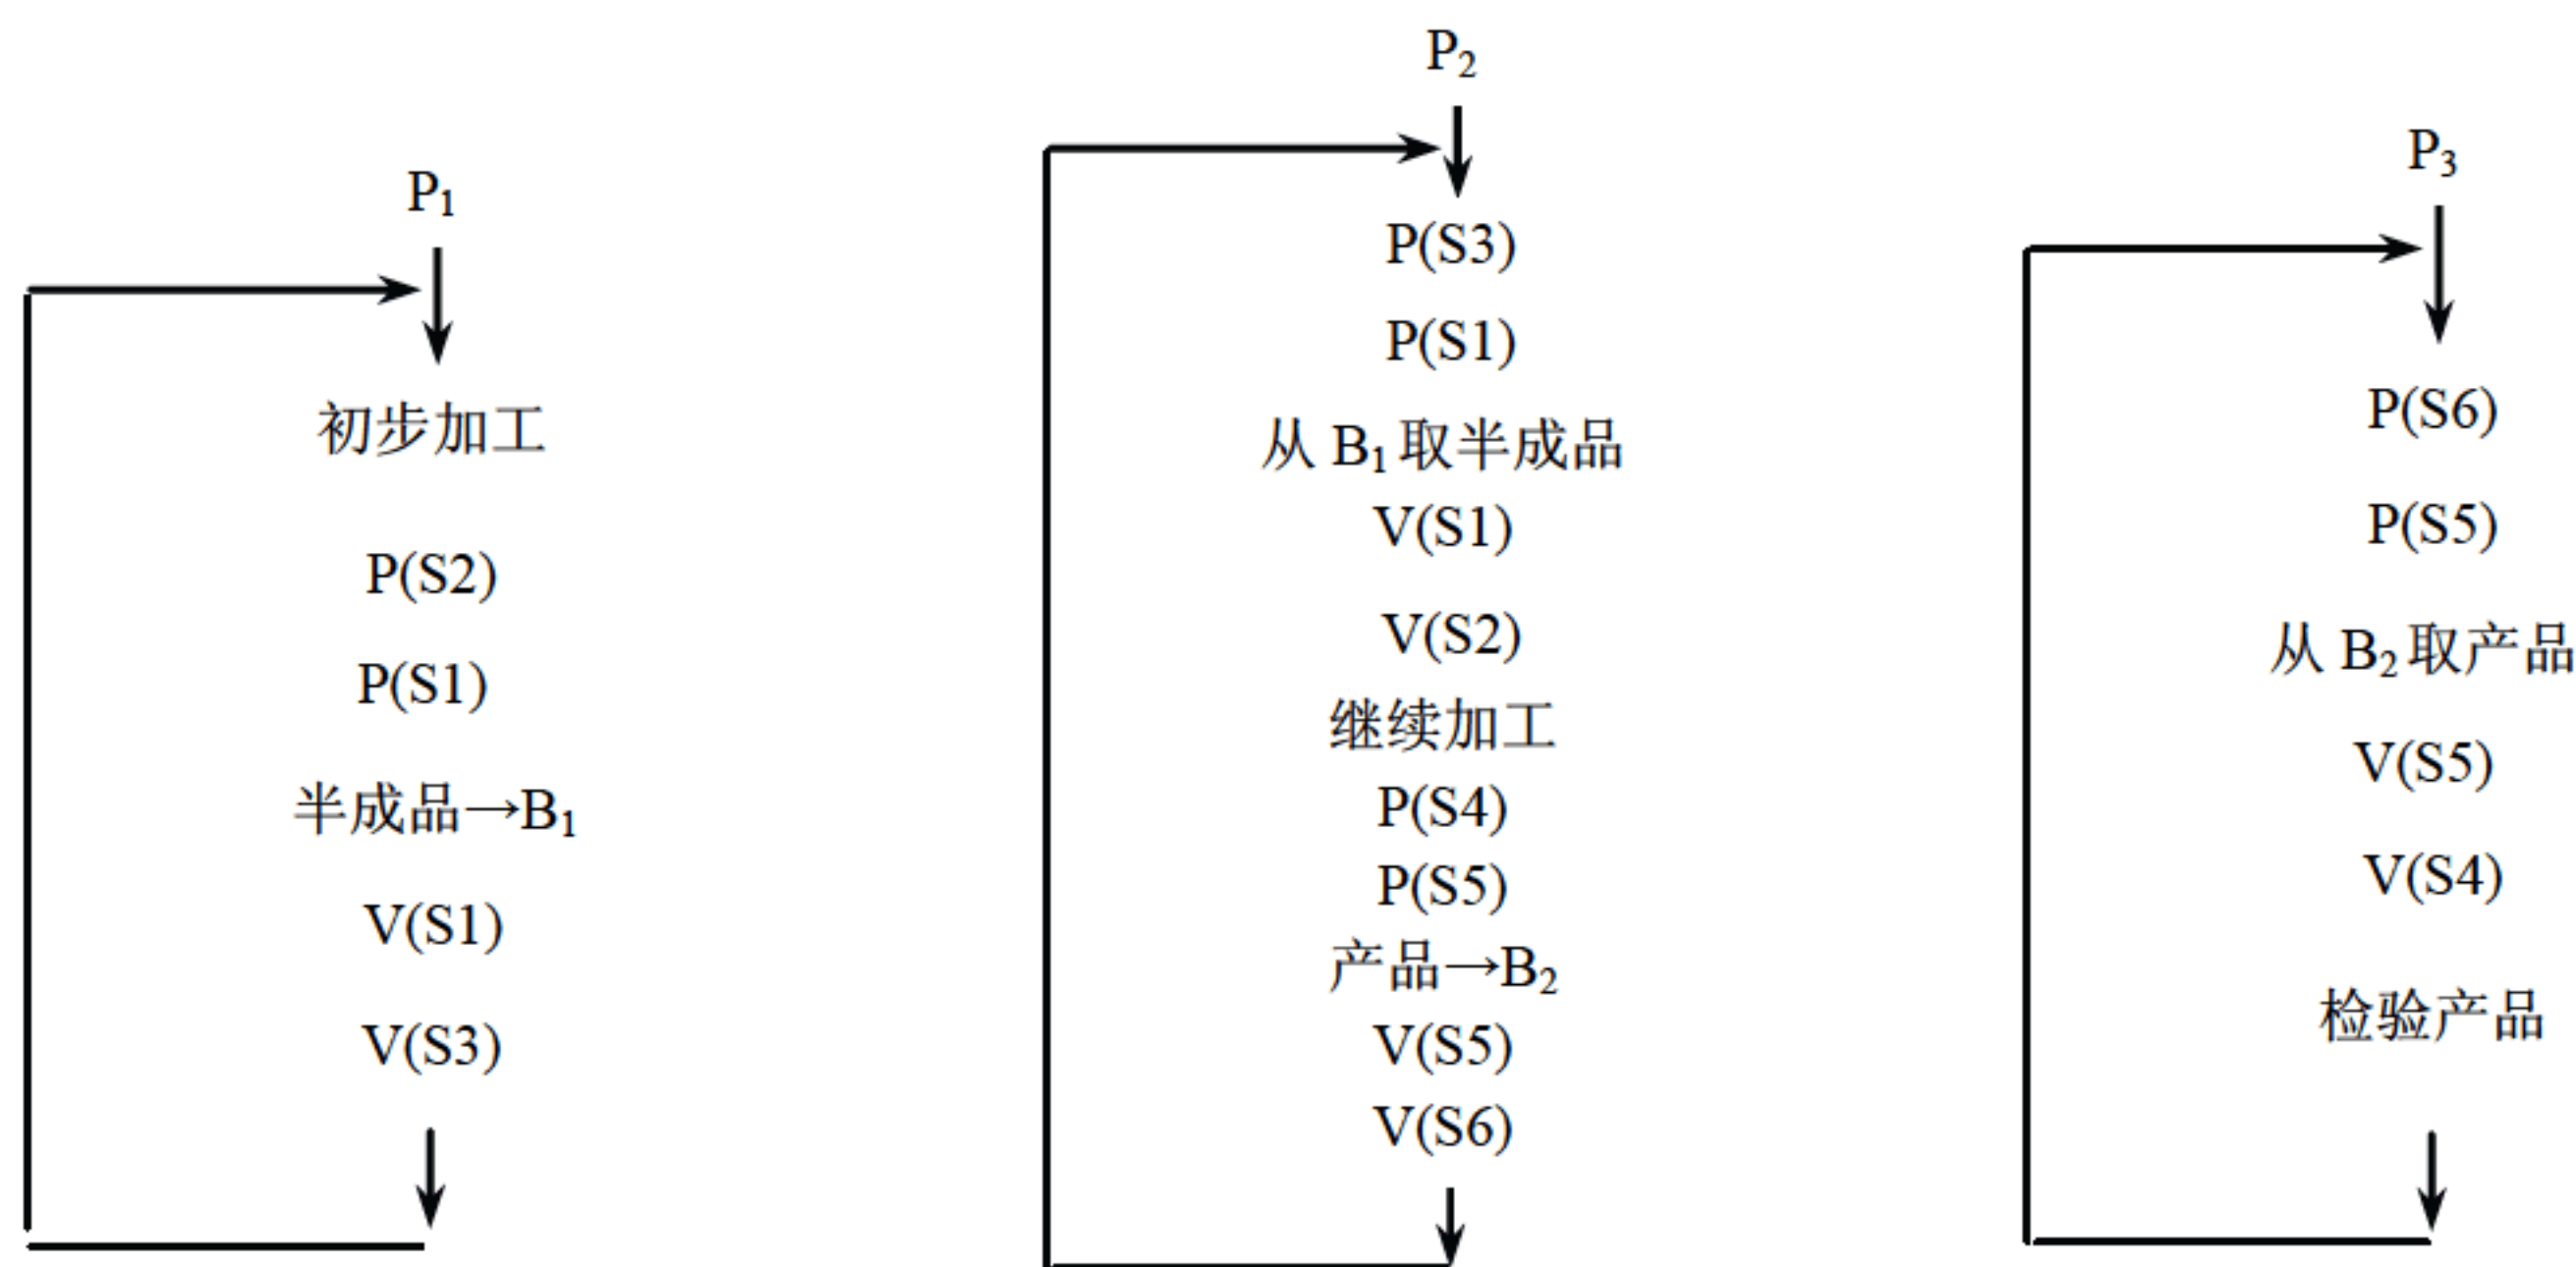 P₁
初步加工
P(S2)
P(S1)
半成品→B₁
V(S1)
V(S3)
P₂
P(S3)
P(S1)
从 B₁ 取半成品
V(S1)
V(S2)
继续加工
P(S4)
P(S5)
产品→B₂
V(S5)
V(S6)
P₃
P(S6)
P(S5)
从 B₂ 取产品
V(S5)
V(S4)
检验产品